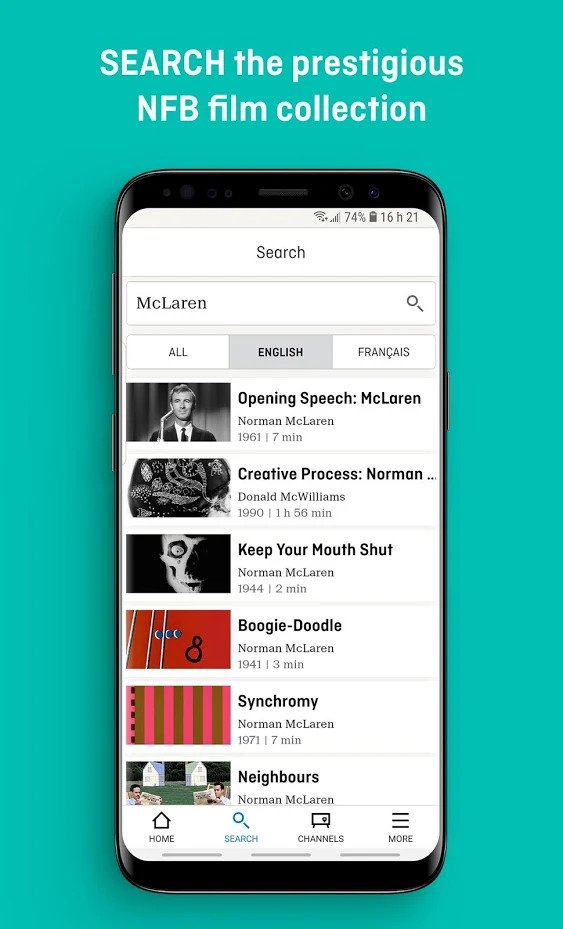 SEARCH the prestigious
NFB film collection
74% 16 h 21
Search
McLaren
ALL ENGLISH FRANÇAIS
Opening Speech: McLaren
Norman McLaren
1961 | 7 min
Creative Process: Norman ...
Donald McWilliams
1990 | 1 h 56 min
Keep Your Mouth Shut
Norman McLaren
1944 | 2 min
Boogie-Doodle
Norman McLaren
1941 | 3 min
8
Synchromy
Norman McLaren
1971 | 7 min
Neighbours
Norman McLaren
HOME SEARCH CHANNELS MORE